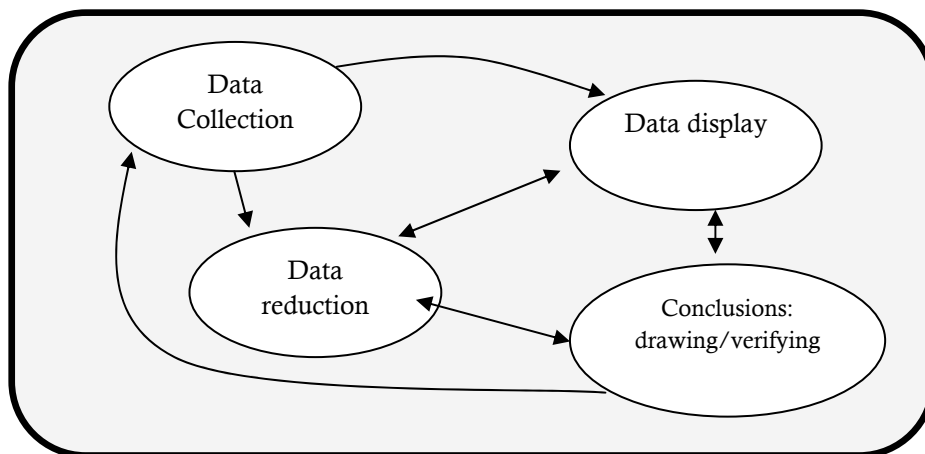 Data
Collection
Data display
Data
reduction
Conclusions:
drawing/verifying